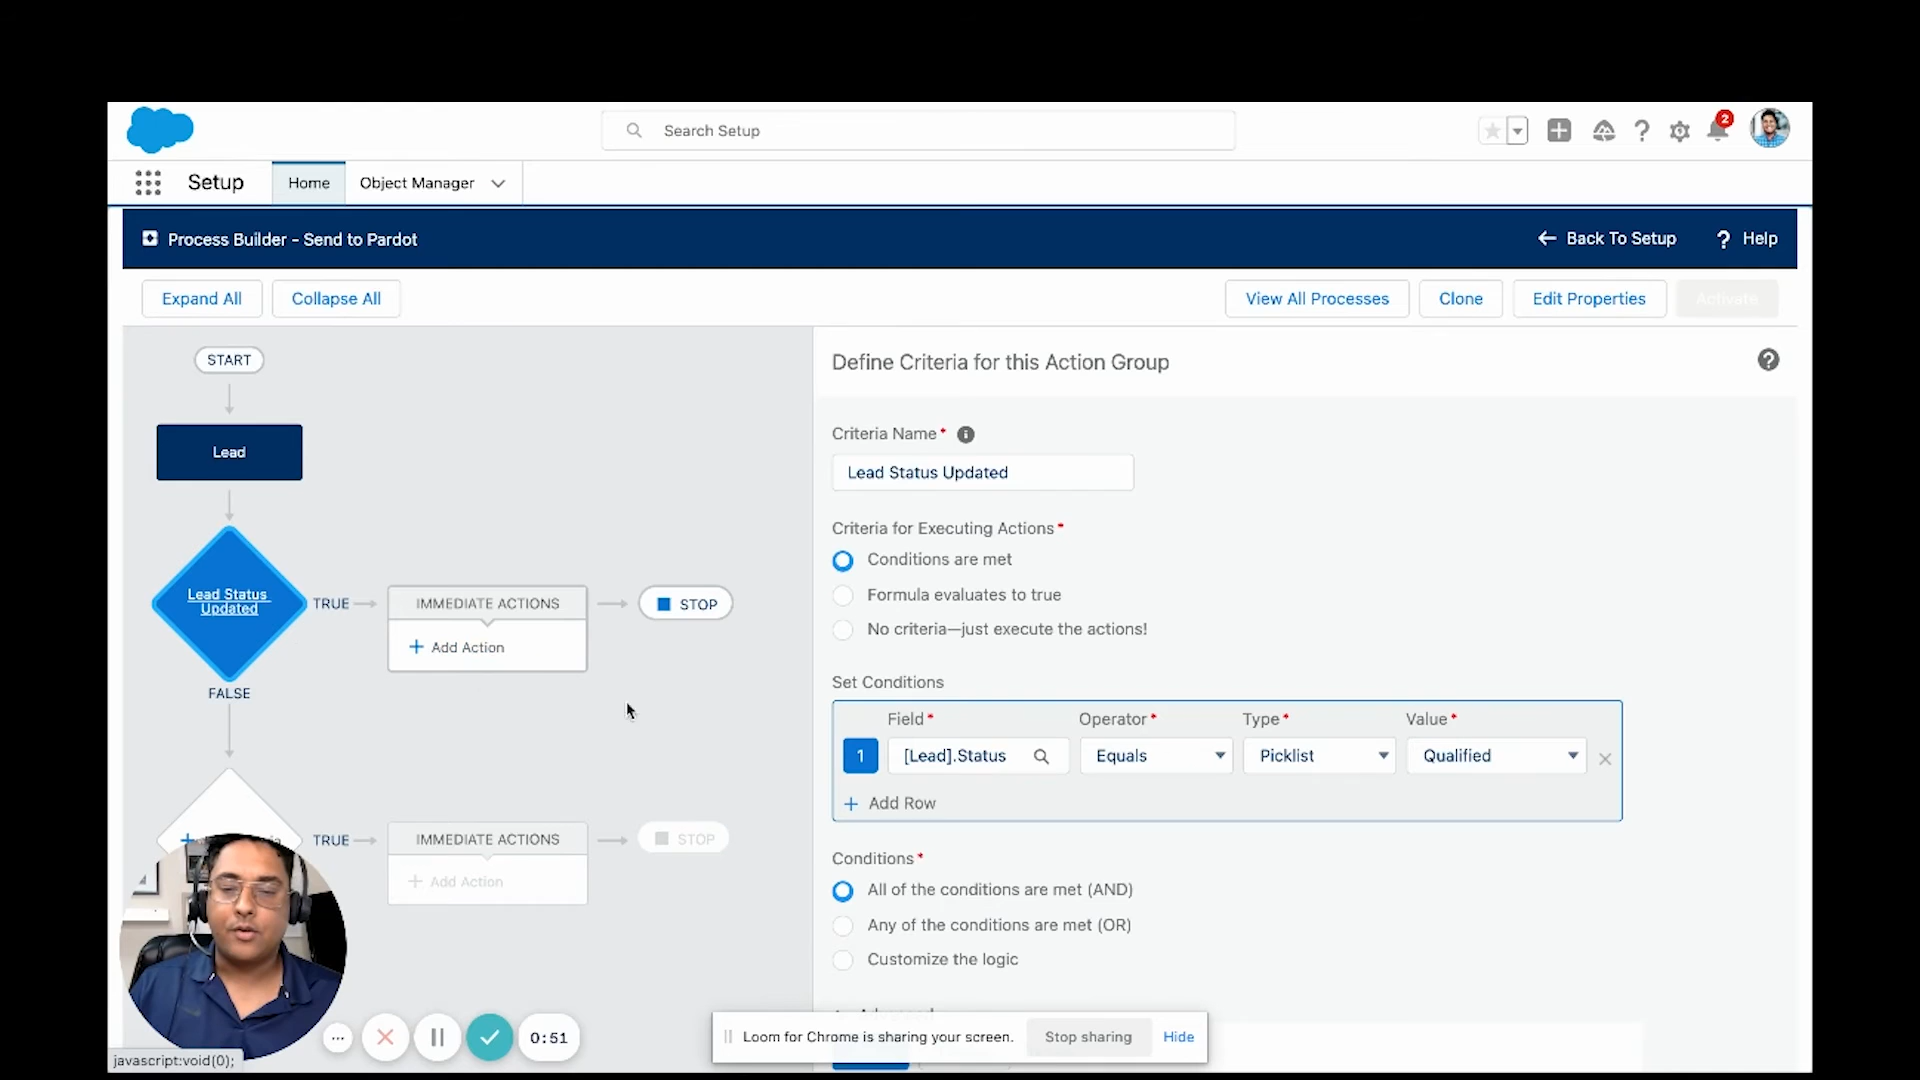 Search Setup
2
Setup
Home
Object Manager
Process Builder - Send to Pardot
Back To Setup
? Help
Expand All
Collapse All
View All Processes
Clone
Edit Properties
Activate
START
Define Criteria for this Action Group
Lead
Criteria Name*
Lead Status Updated
Criteria for Executing Actions*
Conditions are met
Formula evaluates to true
No criteria—just execute the actions!
Lead Status
Updated
TRUE
IMMEDIATE ACTIONS
STOP
+ Add Action
FALSE
Set Conditions
Field*
Operator*
Type*
Value*
1
[Lead].Status
Equals
Picklist
Qualified
+ Add Row
TRUE
IMMEDIATE ACTIONS
STOP
+ Add Action
Conditions*
All of the conditions are met (AND)
Any of the conditions are met (OR)
Customize the logic
0:51
Loom for Chrome is sharing your screen.
Stop sharing
Hide
javascript:void(0);